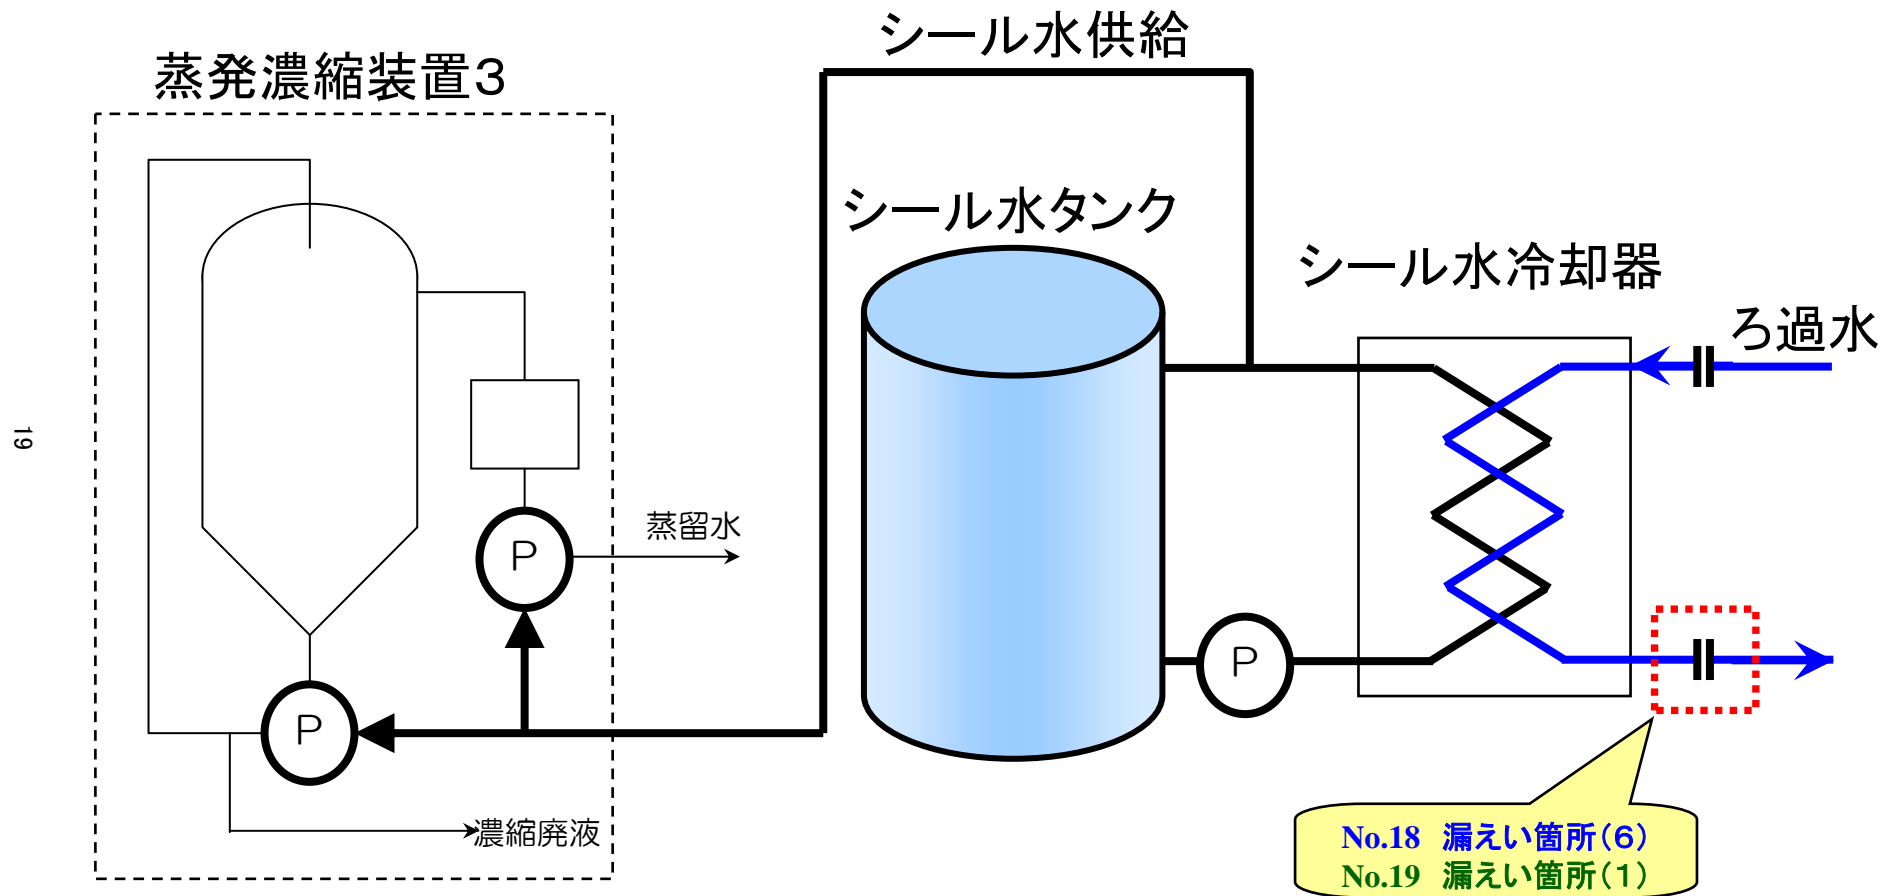 シール水供給
蒸発濃縮装置3
シール水タンク
シール水冷却器
ろ過水
19
蒸留水
P
P
P
濃縮廃液
No.18 漏えい箇所(6)
No.19 漏えい箇所(1)